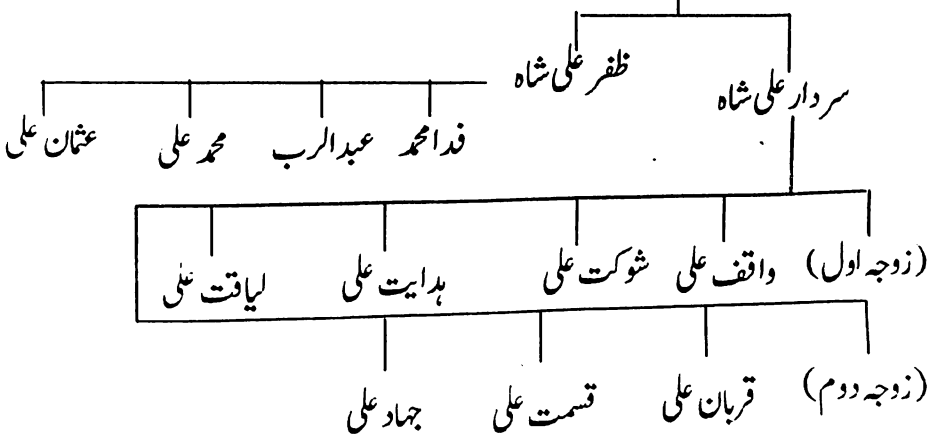 سردار علی شاہ ظفر علی شاہ
فدا محمد عبدالرب محمد علی عثمان علی
(زوجہ اول) واقف علی شوکت علی ہدایت علی لیاقت علی
(زوجہ دوم) قربان علی قسمت علی جہاد علی